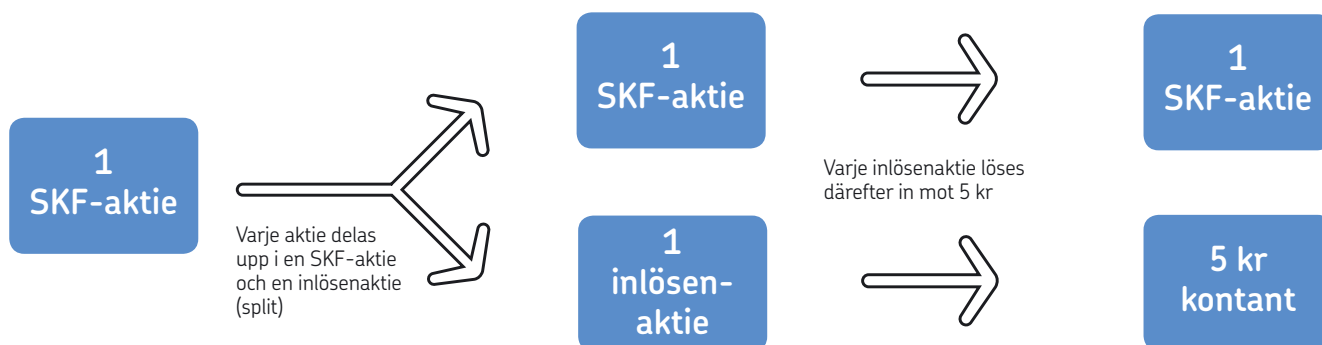 1
SKF-aktie
Varje aktie delas
upp i en SKF-aktie
och en inlösenaktie
(split)
1
SKF-aktie
1
inlösen-
aktie
Varje inlösenaktie löses
därefter in mot 5 kr
1
SKF-aktie
5 kr
kontant